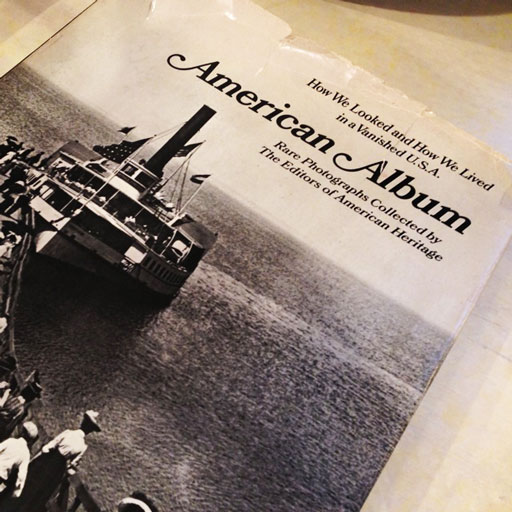 How We Looked and How We Lived
in a Vanished U.S.A.
American Album
Rare Photographs Collected by
The Editors of American Heritage